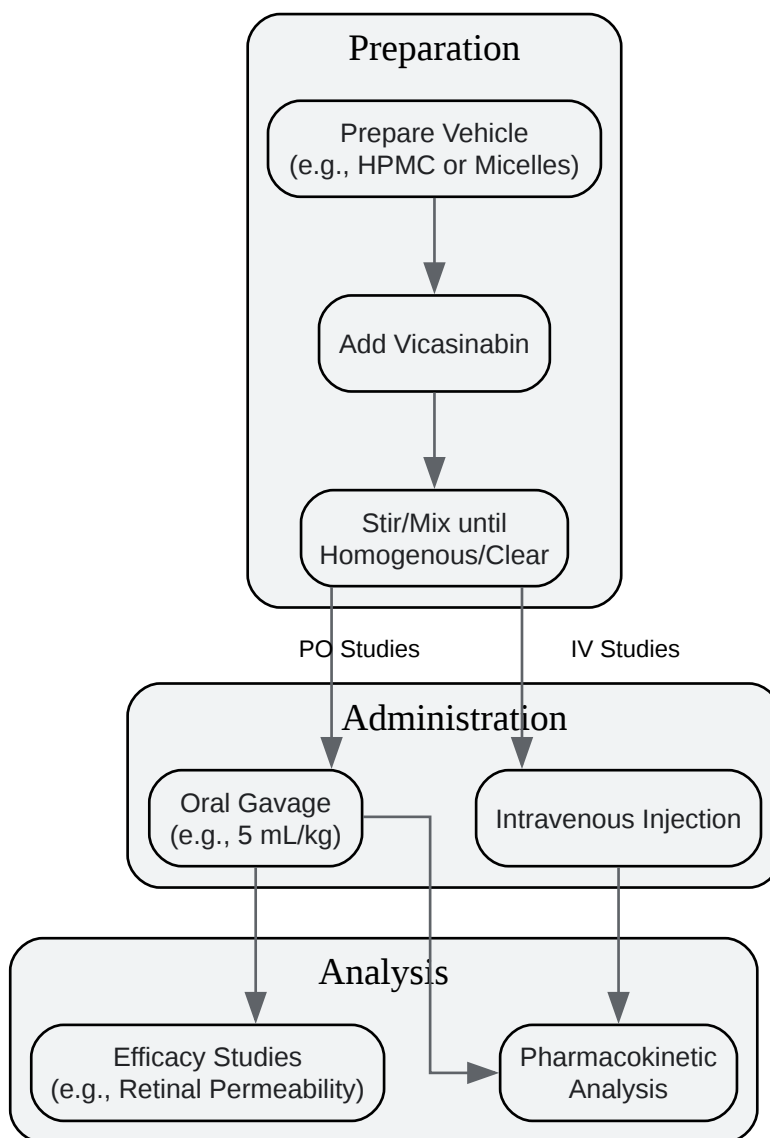 Preparation
Prepare Vehicle
(e.g., HPMC or Micelles)
Add Vicasinabin
Stir/Mix until
Homogenous/Clear
PO Studies
IV Studies
Administration
Oral Gavage
(e.g., 5 mL/kg)
Intravenous Injection
Analysis
Efficacy Studies
(e.g., Retinal Permeability)
Pharmacokinetic
Analysis